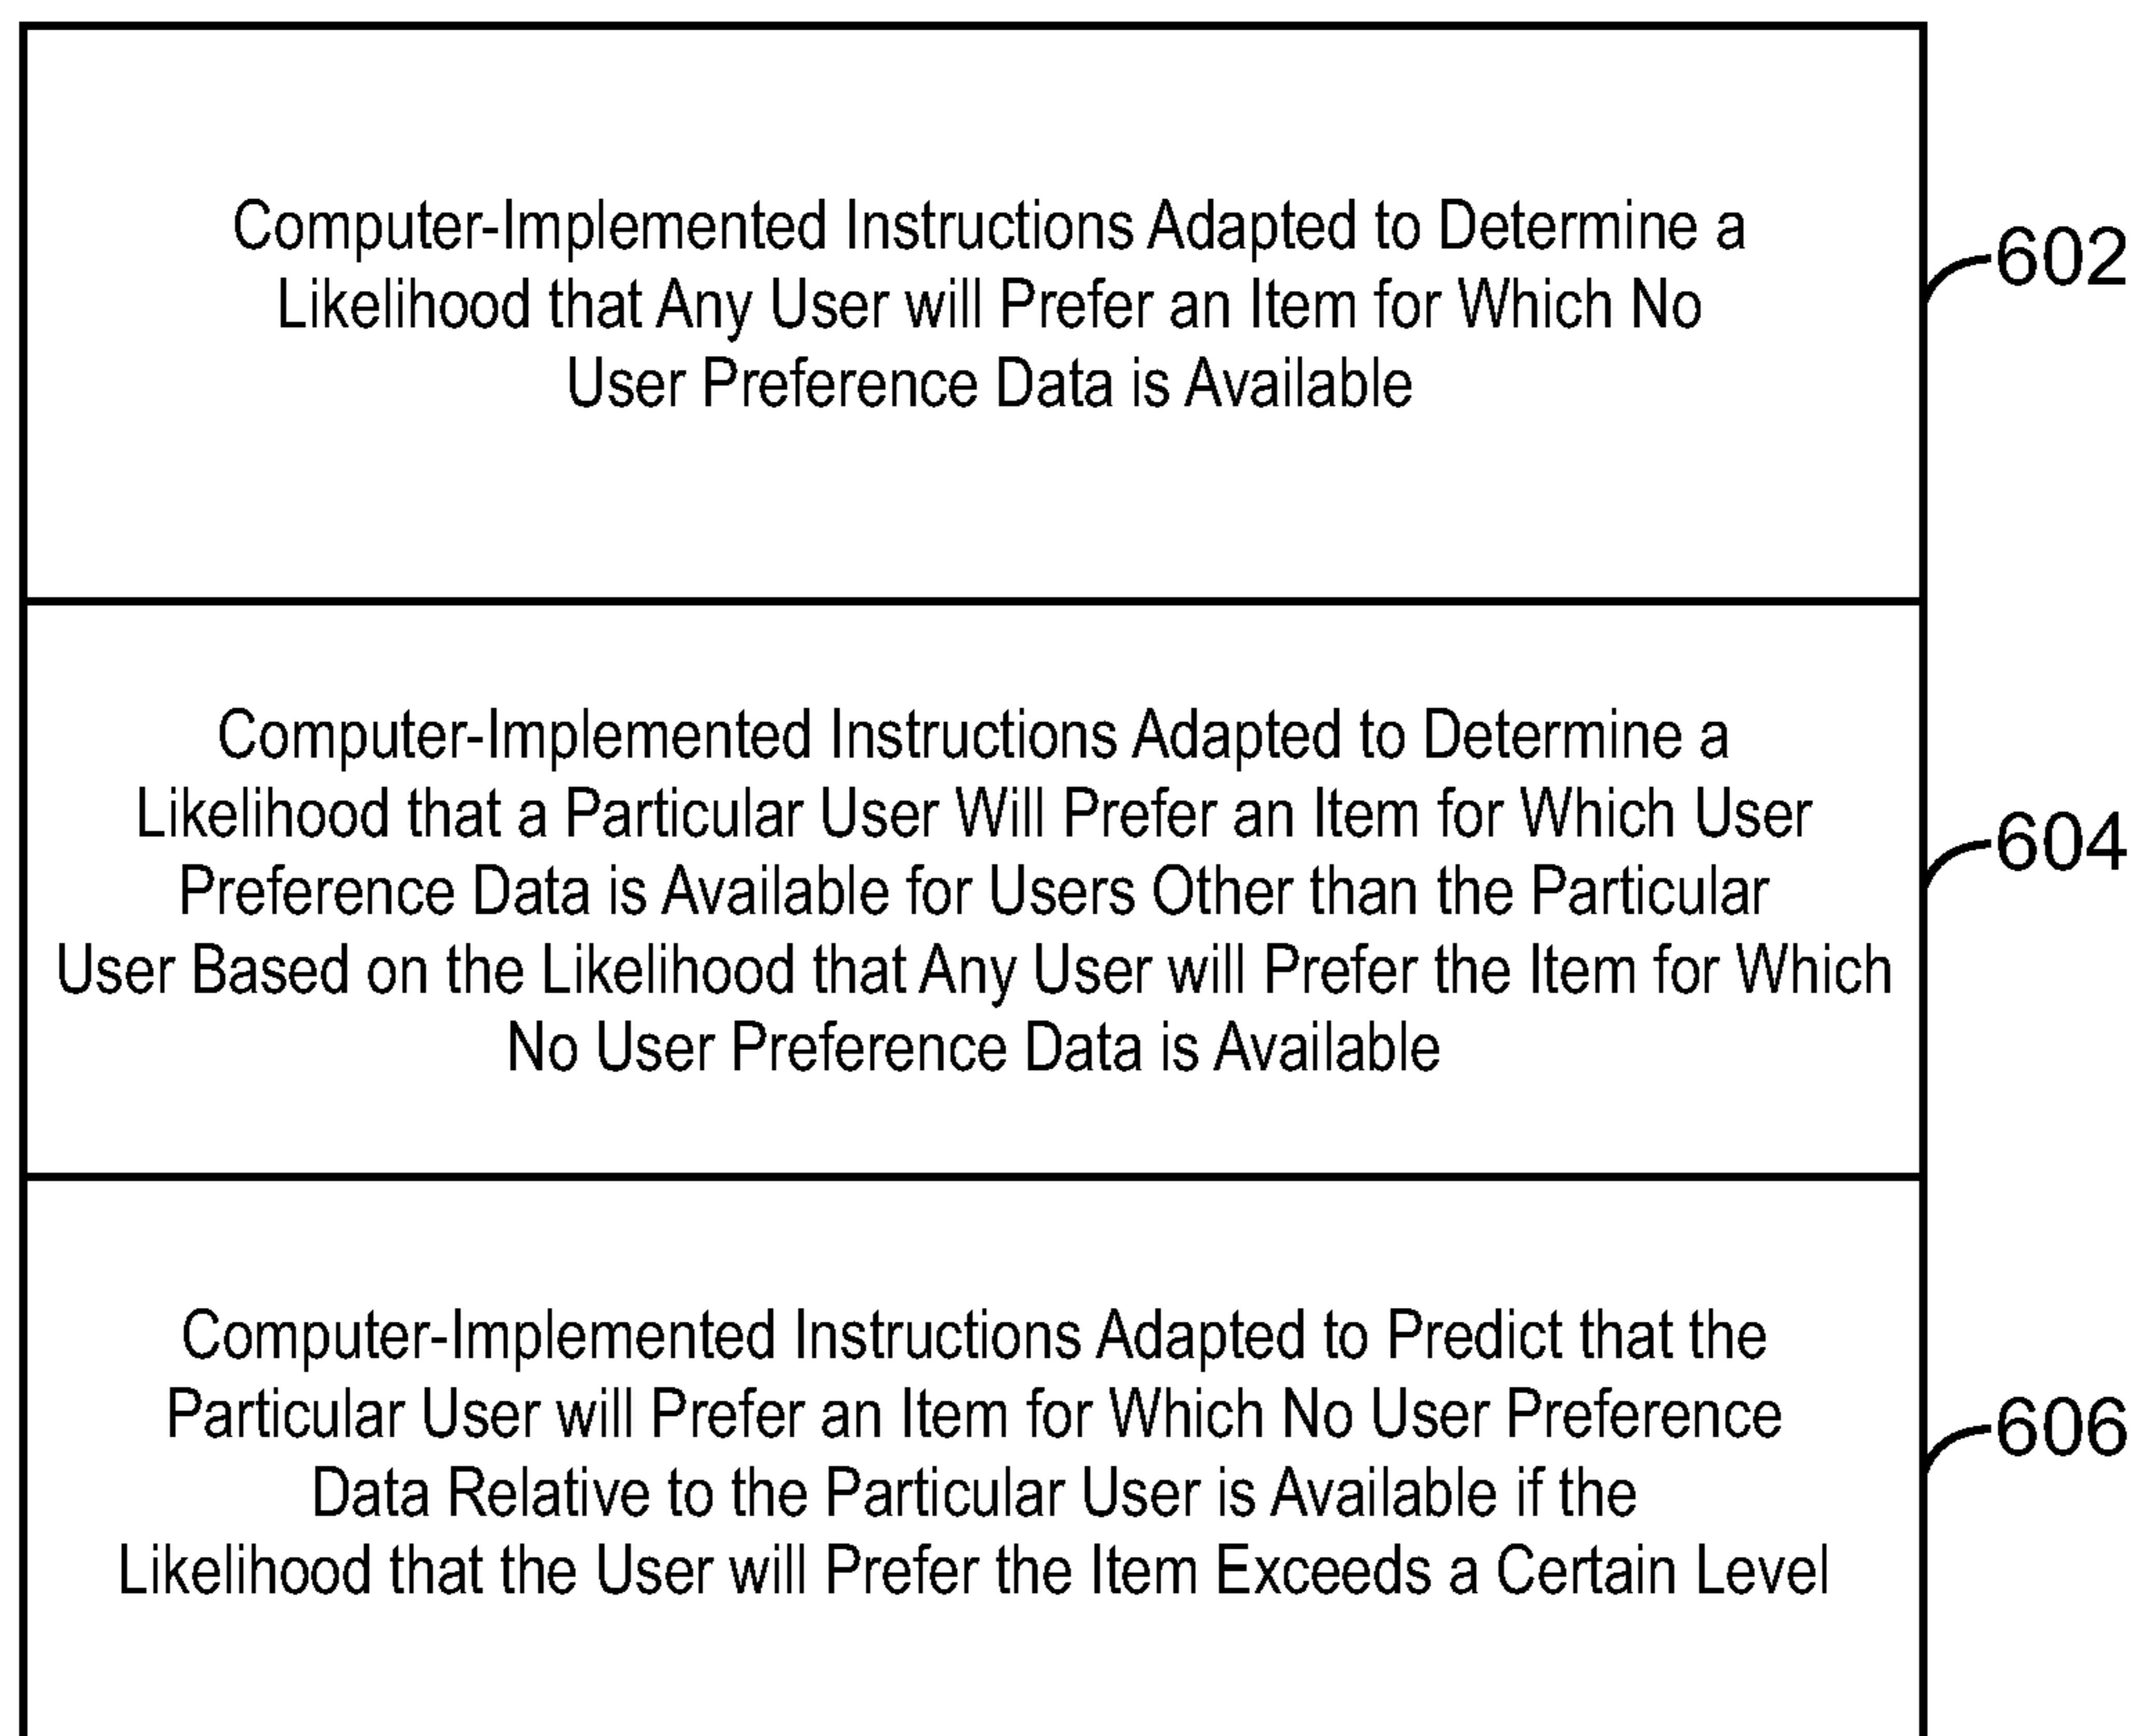 Computer-Implemented Instructions Adapted to Determine a
Likelihood that Any User will Prefer an Item for Which No
User Preference Data is Available
602
Computer-Implemented Instructions Adapted to Determine a
Likelihood that a Particular User Will Prefer an Item for Which User
Preference Data is Available for Users Other than the Particular
User Based on the Likelihood that Any User will Prefer the Item for Which
No User Preference Data is Available
604
Computer-Implemented Instructions Adapted to Predict that the
Particular User will Prefer an Item for Which No User Preference
Data Relative to the Particular User is Available if the
Likelihood that the User will Prefer the Item Exceeds a Certain Level
606